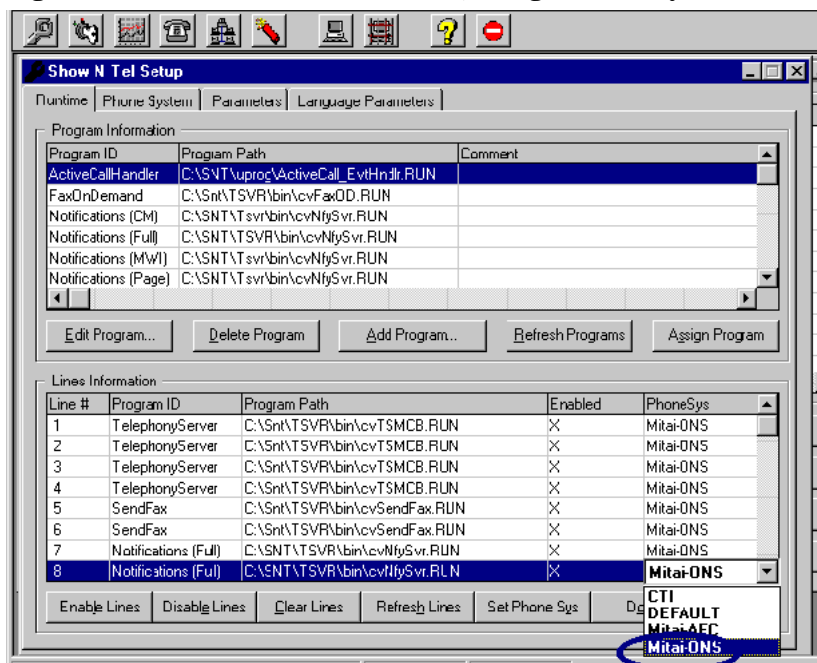 Show N Tel Setup
Runtime Phone System Parameters Language Parameters
Program Information
Program ID Program Path Comment
ActiveCallHandler C:\SNT\uprog\ActiveCall_EvtHndlr.RUN
FaxOnDemand C:\Snt\TSVR\bin\cvFaxOD.RUN
Notifications (CM) C:\SNT\Tsvr\bin\cvNfySvr.RUN
Notifications (Full) C:\SNT\TSVR\bin\cvNfySvr.RUN
Notifications (MWI) C:\SNT\Tsvr\bin\cvNfySvr.RUN
Notifications (Page) C:\SNT\Tsvr\bin\cvNfySvr.RUN
Edit Program... Delete Program Add Program... Refresh Programs Assign Program
Lines Information
Line # Program ID Program Path Enabled PhoneSys
1 TelephonyServer C:\Snt\TSVR\bin\cvTSMCB.RUN X Mitai-ONS
2 TelephonyServer C:\Snt\TSVR\bin\cvTSMCB.RUN X Mitai-ONS
3 TelephonyServer C:\Snt\TSVR\bin\cvTSMCB.RUN X Mitai-ONS
4 TelephonyServer C:\Snt\TSVR\bin\cvTSMCB.RUN X Mitai-ONS
5 SendFax C:\Snt\TSVR\bin\cvSendFax.RUN X Mitai-ONS
6 SendFax C:\Snt\TSVR\bin\cvSendFax.RUN X Mitai-ONS
7 Notifications (Full) C:\SNT\TSVR\bin\cvNfySvr.RUN X Mitai-ONS
8 Notifications (Full) C:\SNT\TSVR\bin\cvNfySvr.RUN X Mitai-ONS
Enable Lines Disable Lines Clear Lines Refresh Lines Set Phone Sys
CTI
DEFAULT
Mitai-ONS